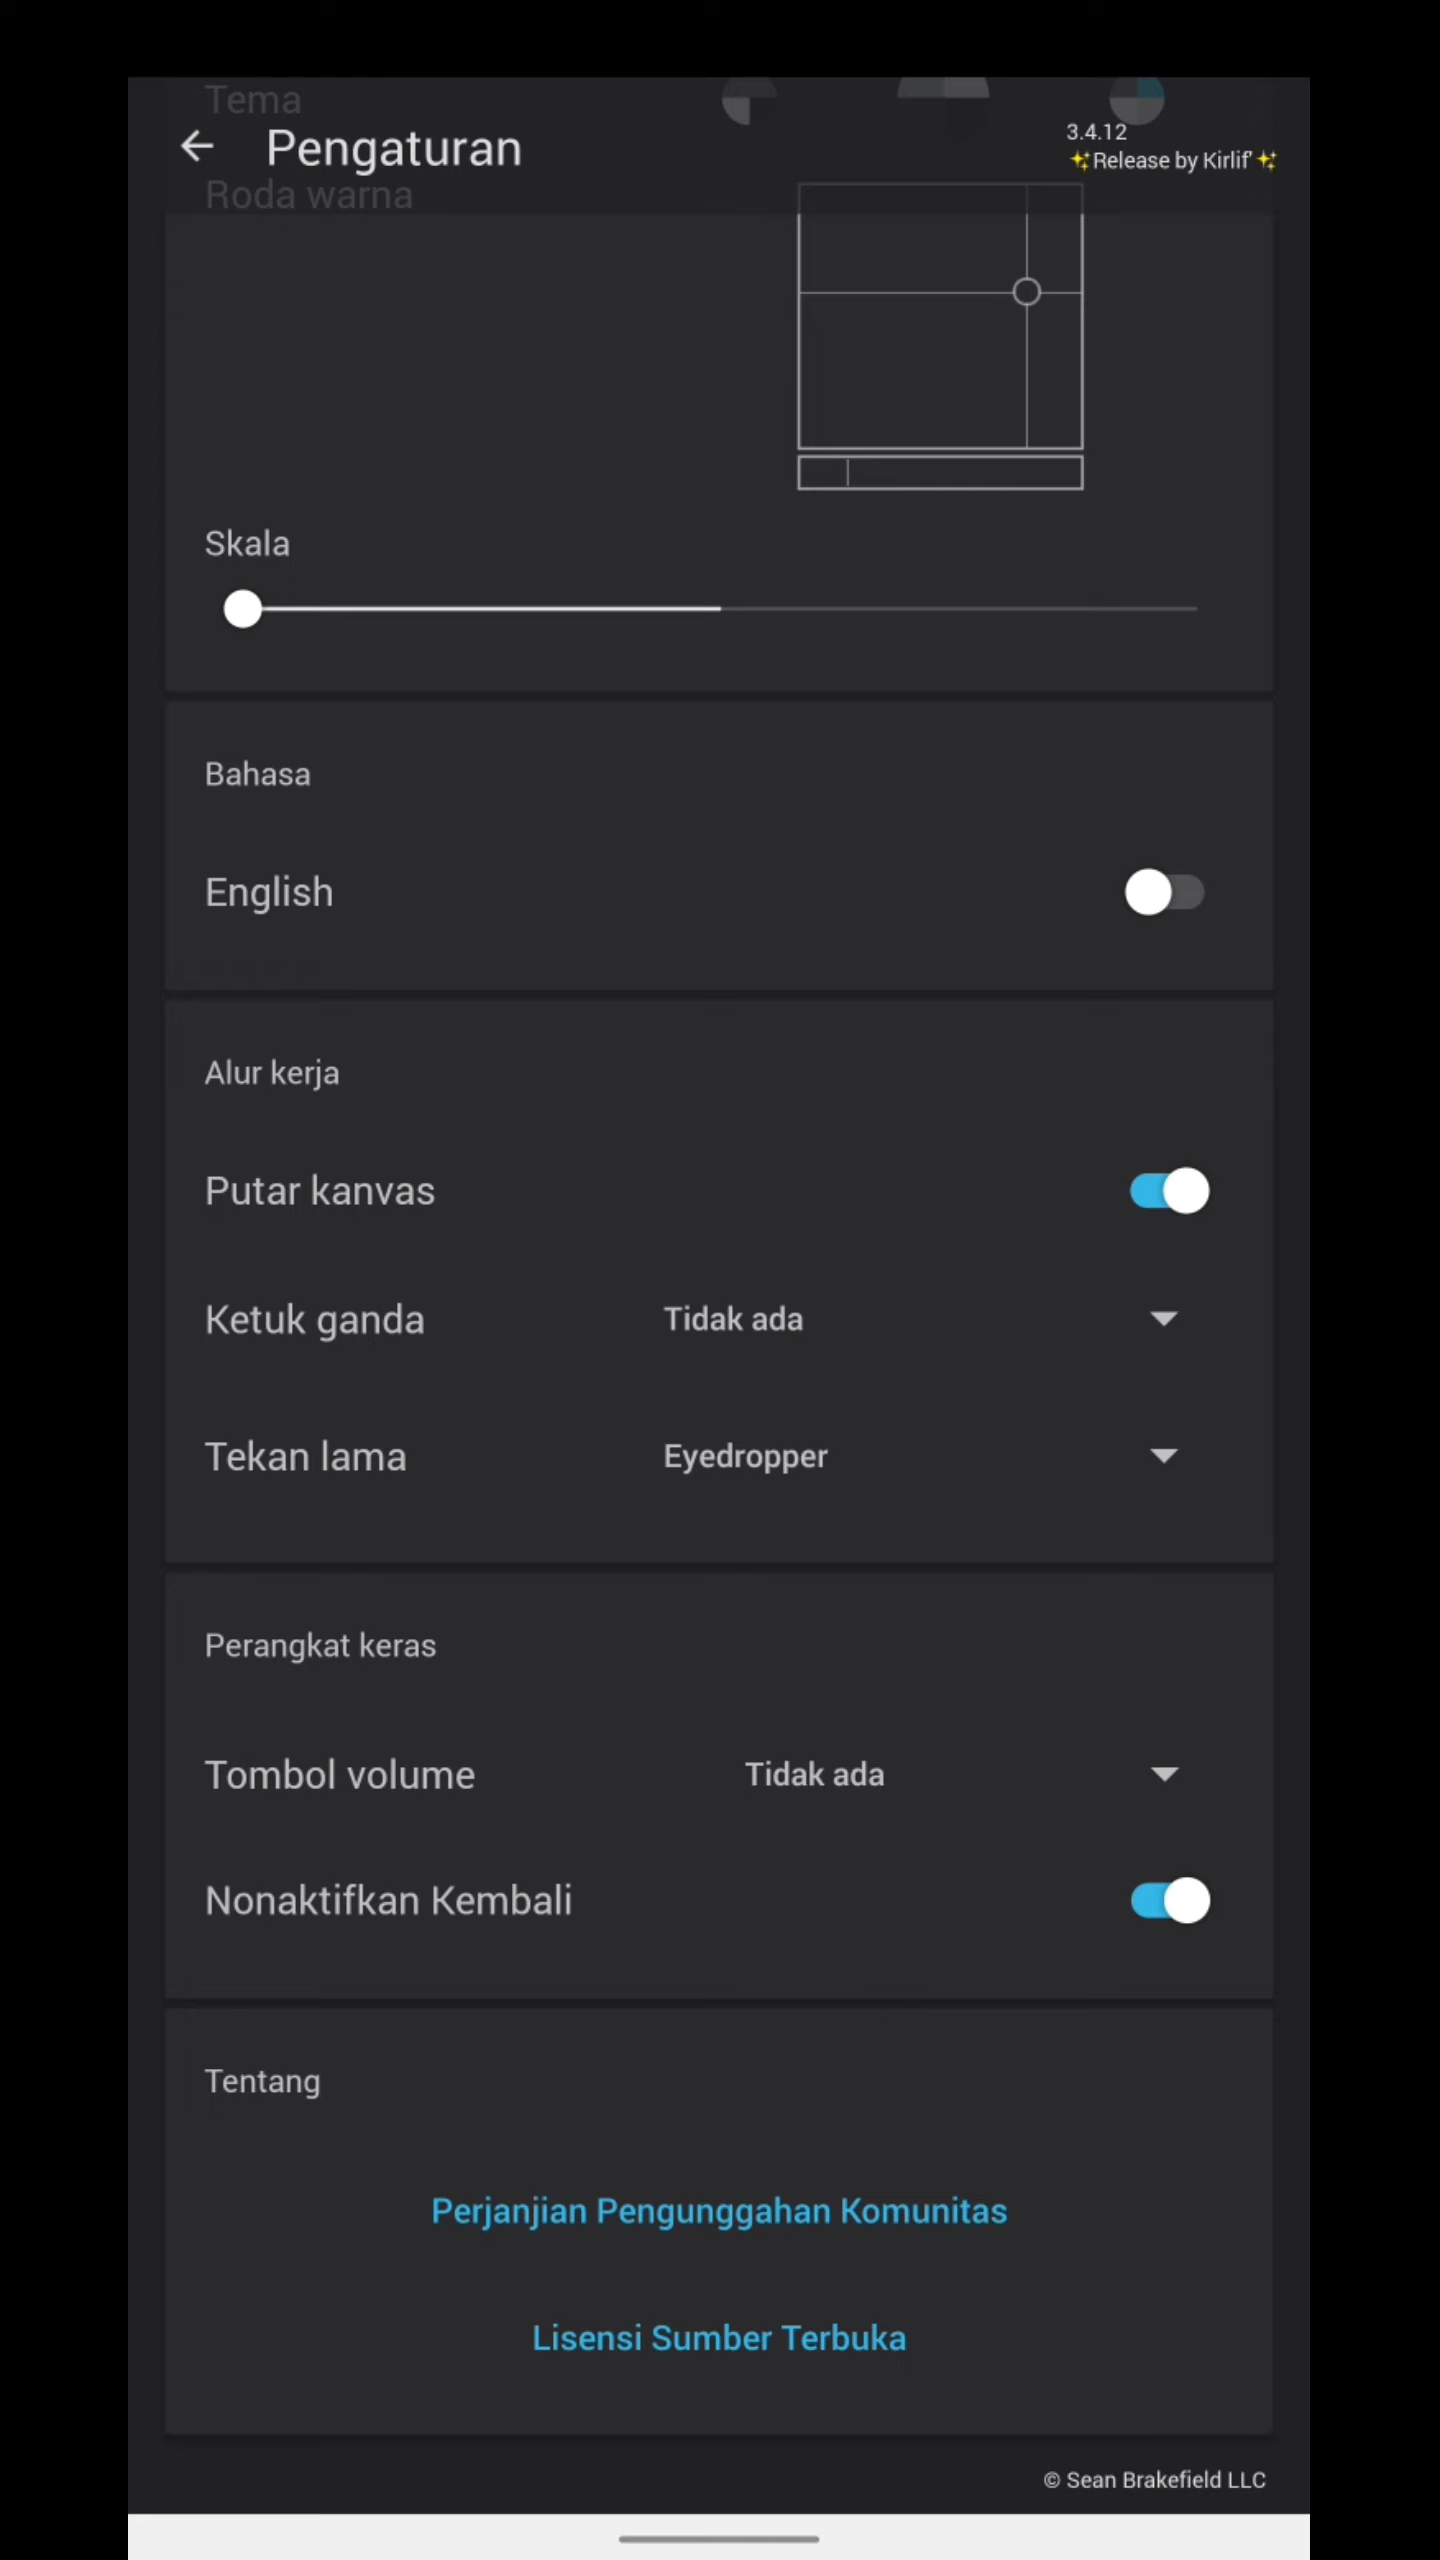 Tema
Pengaturan
3.4.12
✨Release by Kirlif'✨
Roda warna
Skala
Bahasa
English
Alur kerja
Putar kanvas
Ketuk ganda Tidak ada
Tekan lama Eyedropper
Perangkat keras
Tombol volume Tidak ada
Nonaktifkan Kembali
Tentang
Perjanjian Pengunggahan Komunitas
Lisensi Sumber Terbuka
© Sean Brakefield LLC